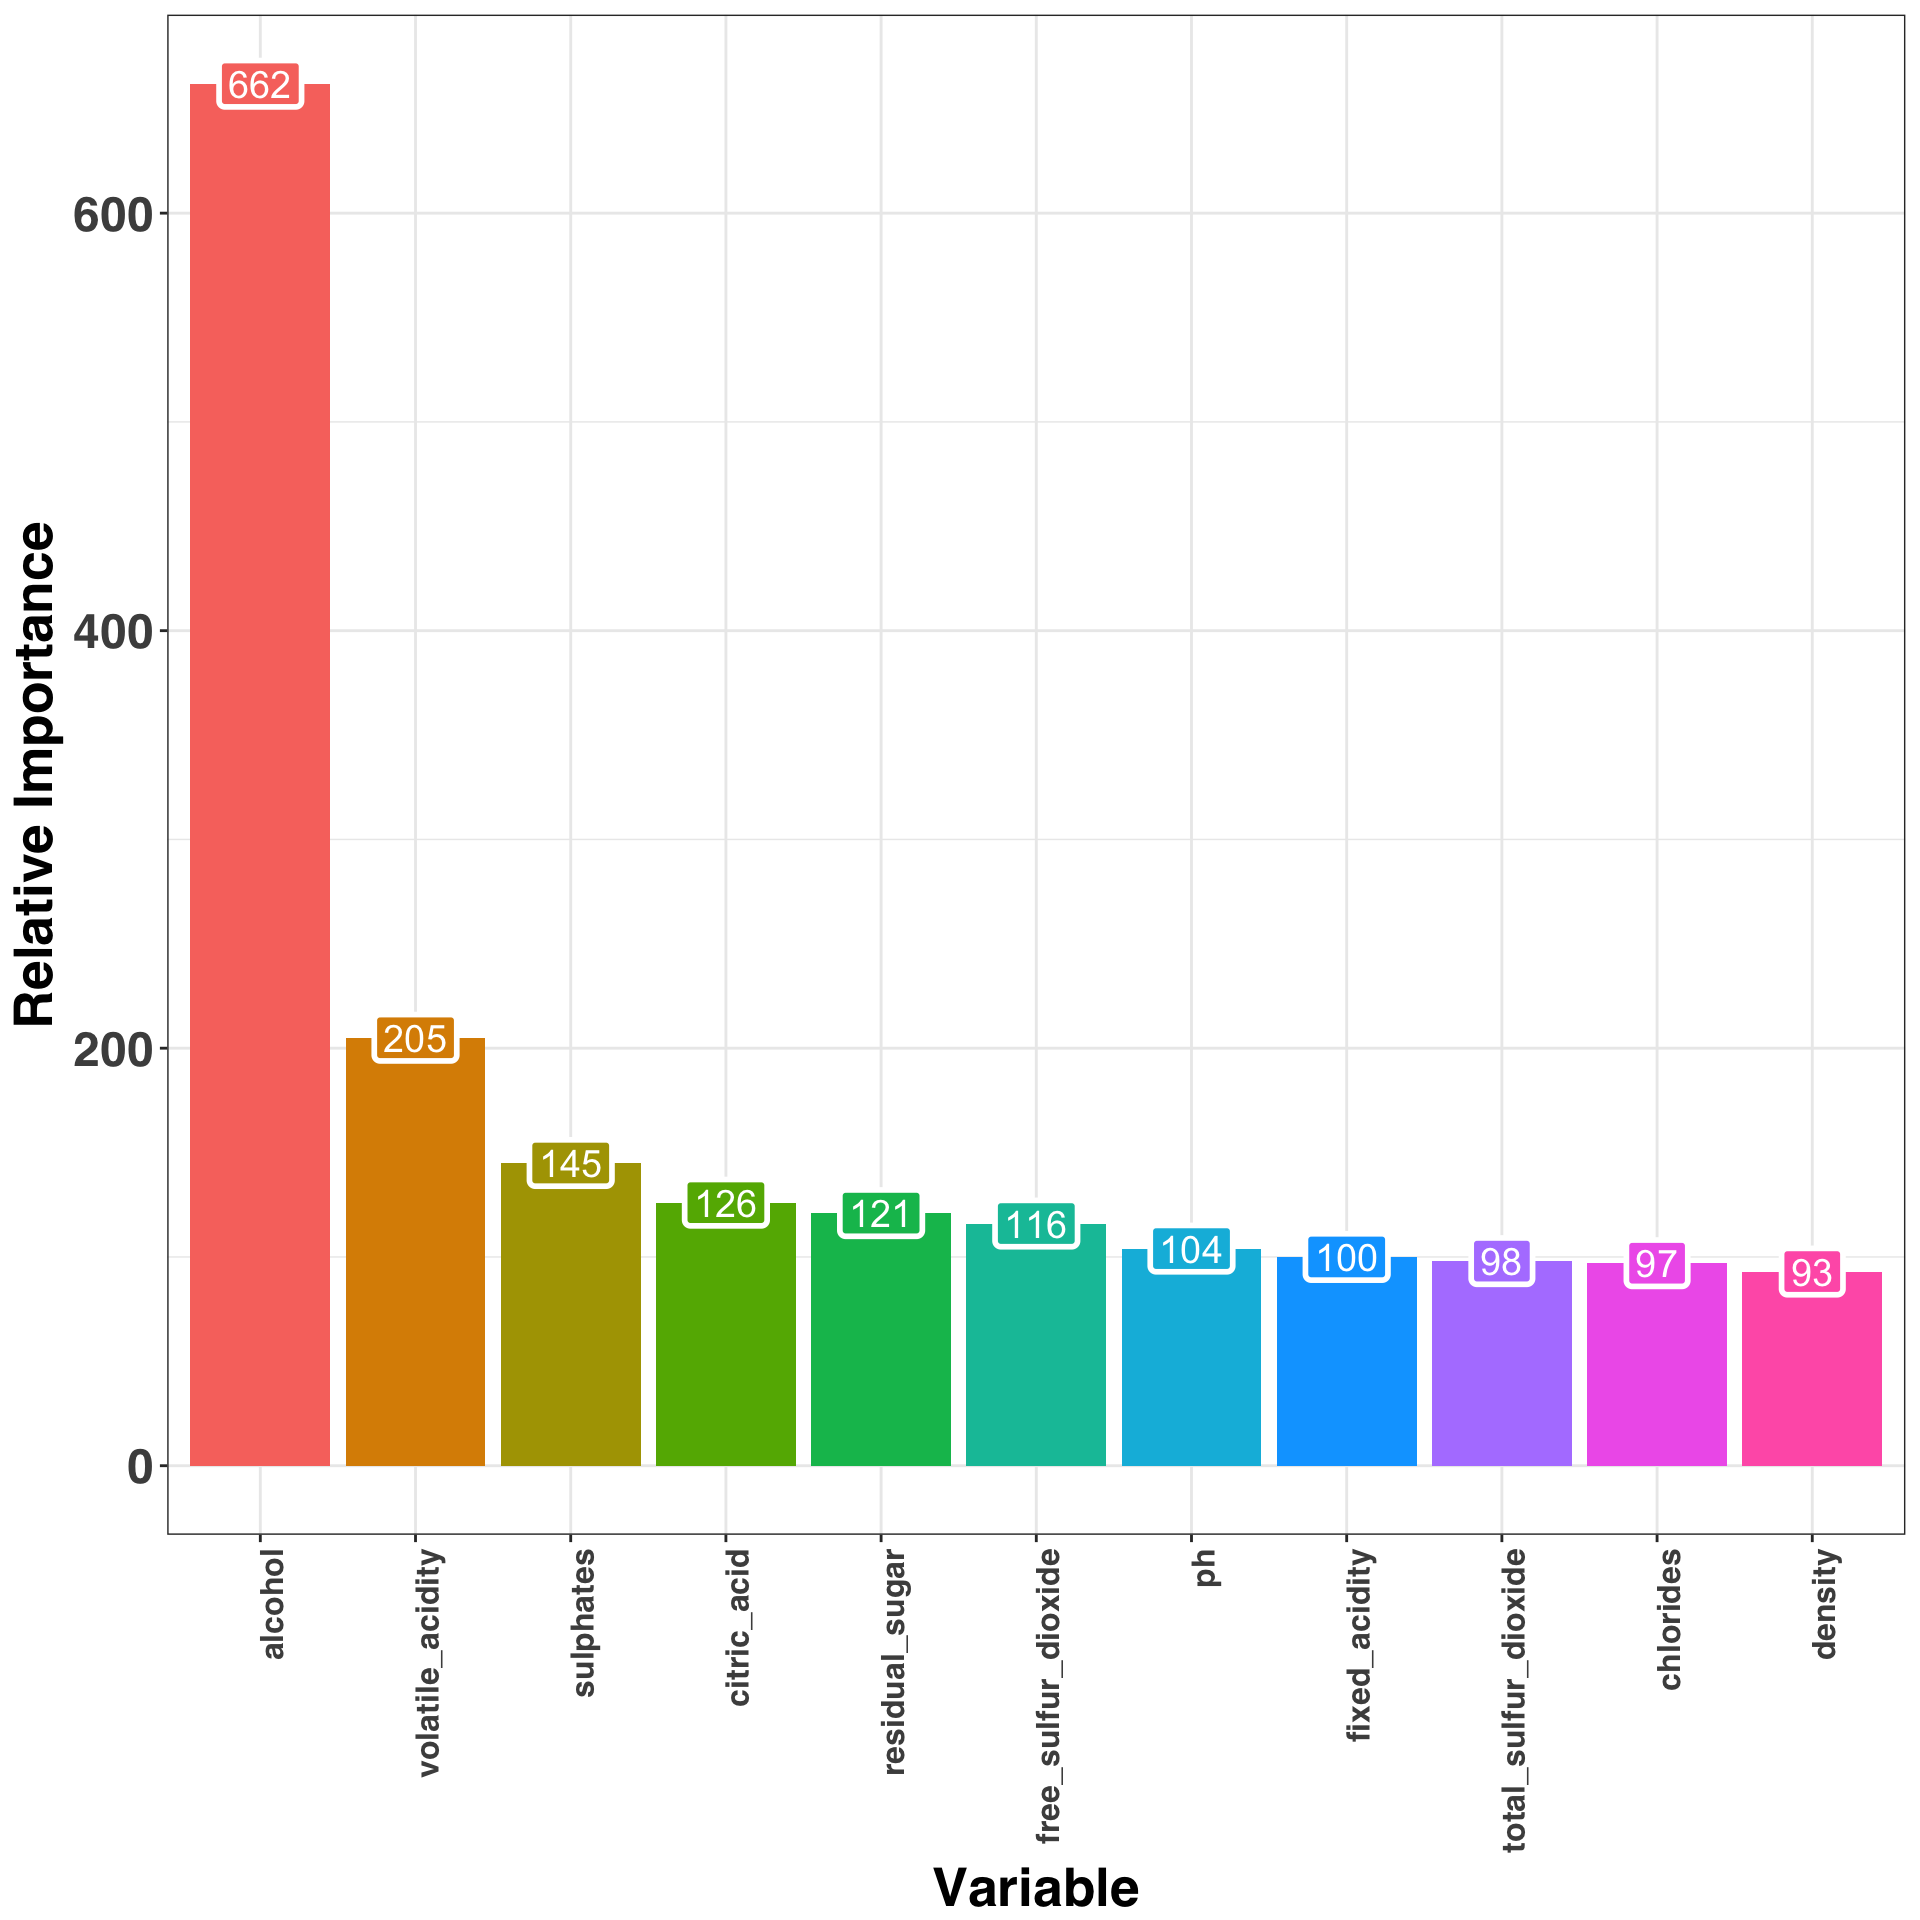 Relative Importance
600
400
200
0
662
205
145
126
121
116
104
100
98
97
93
alcohol
volatile_acidity
sulphates
citric_acid
residual_sugar
free_sulfur_dioxide
ph
fixed_acidity
total_sulfur_dioxide
chlorides
density
Variable